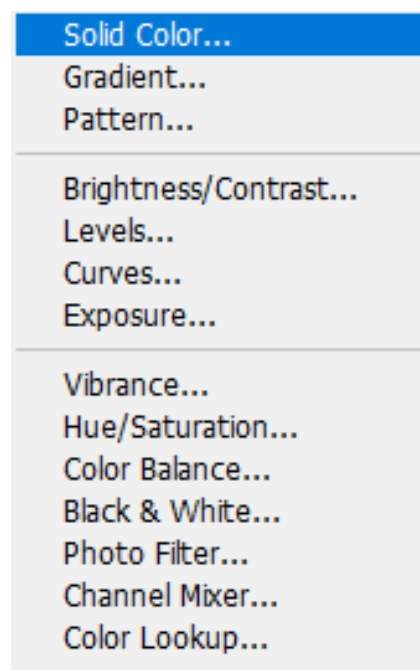 Solid Color...
Gradient...
Pattern...
Brightness/Contrast...
Levels...
Curves...
Exposure...
Vibrance...
Hue/Saturation...
Color Balance...
Black & White...
Photo Filter...
Channel Mixer...
Color Lookup...